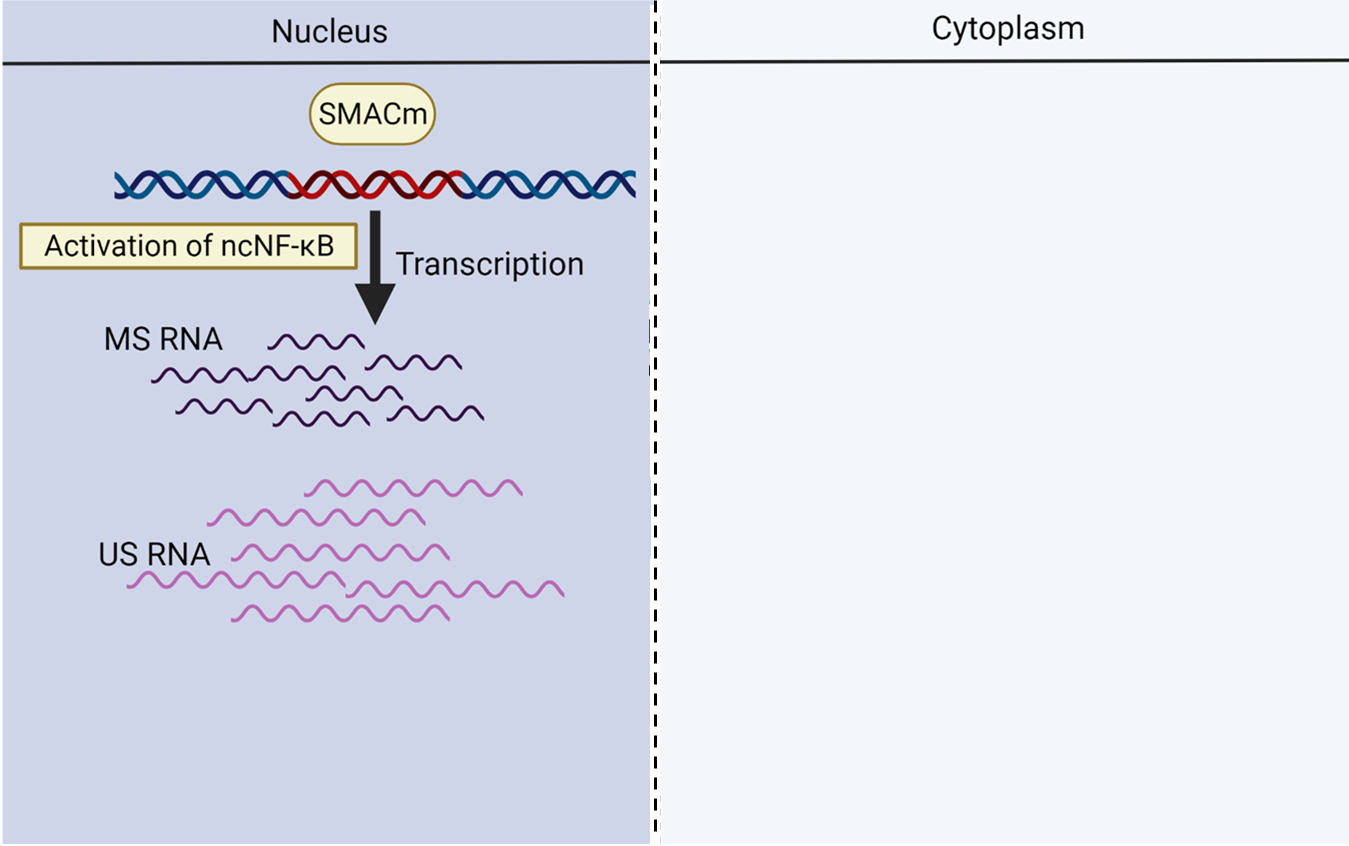 Nucleus
Cytoplasm
SMACm
Activation of ncNF-κB
Transcription
MS RNA
US RNA